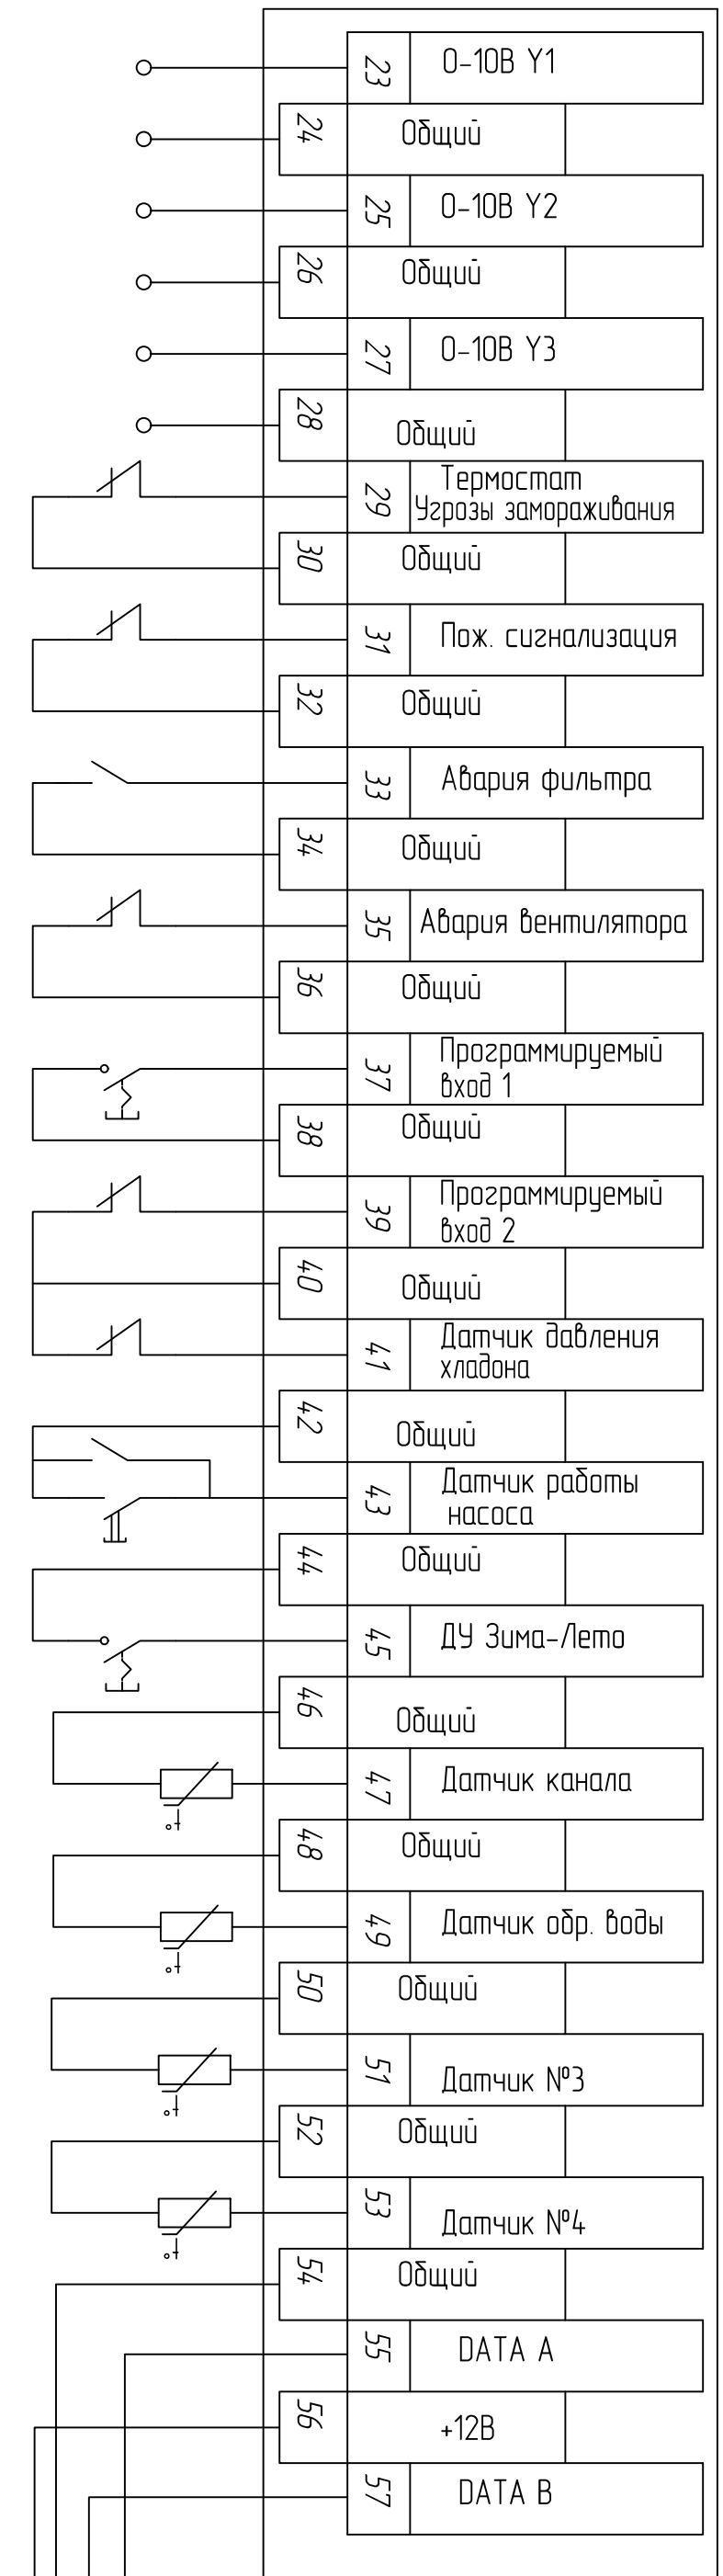 23 0-10В Y1
24 Общий
25 0-10В Y2
26 Общий
27 0-10В Y3
28 Общий
29 Термостат
Угрозы замораживания
30 Общий
31 Пож. сигнализация
32 Общий
33 Авария фильтра
34 Общий
35 Авария вентилятора
36 Общий
37 Программируемый
вход 1
38 Общий
39 Программируемый
вход 2
40 Общий
41 Датчик давления
хладона
42 Общий
43 Датчик работы
насоса
44 Общий
45 ДУ Зима-Лето
46 Общий
47 Датчик канала
t°
48 Общий
49 Датчик обр. воды
t°
50 Общий
51 Датчик №3
t°
52 Общий
53 Датчик №4
t°
54 Общий
55 DATA A
56 +12В
57 DATA B